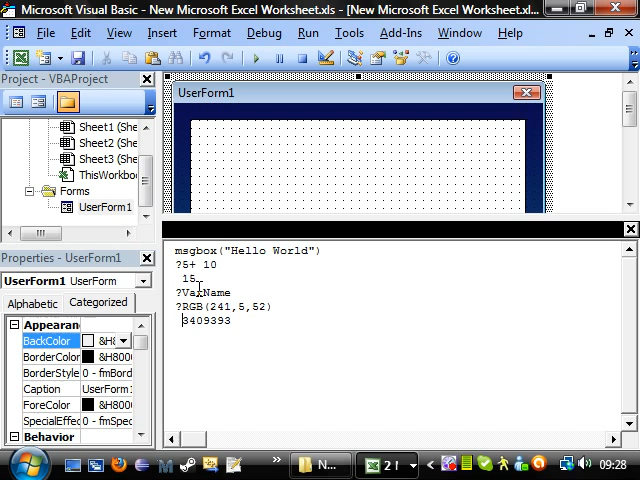 Microsoft Visual Basic - New Microsoft Excel Worksheet.xls - [New Microsoft Excel Worksheet.xl...
File Edit View Insert Format Debug Run Tools Add-Ins
Window Help
Project - VBAProject
Sheet1 (She
Sheet2 (She
Sheet3 (She
ThisWorkbo
Forms
UserForm1
UserForm1
Properties - UserForm1
UserForm1 UserForm
Alphabetic Categorized
Appearan
BackColor &H8
BorderColor &H800
BorderStyle 0 - fmBord
Caption UserForm1
ForeColor &H800
SpecialEffec 0 - fmSpec
Behavior
msgbox("Hello World")
?5+ 10
15
?VarName
?RGB(241,5,52)
3409393
N...
2 I
09:28